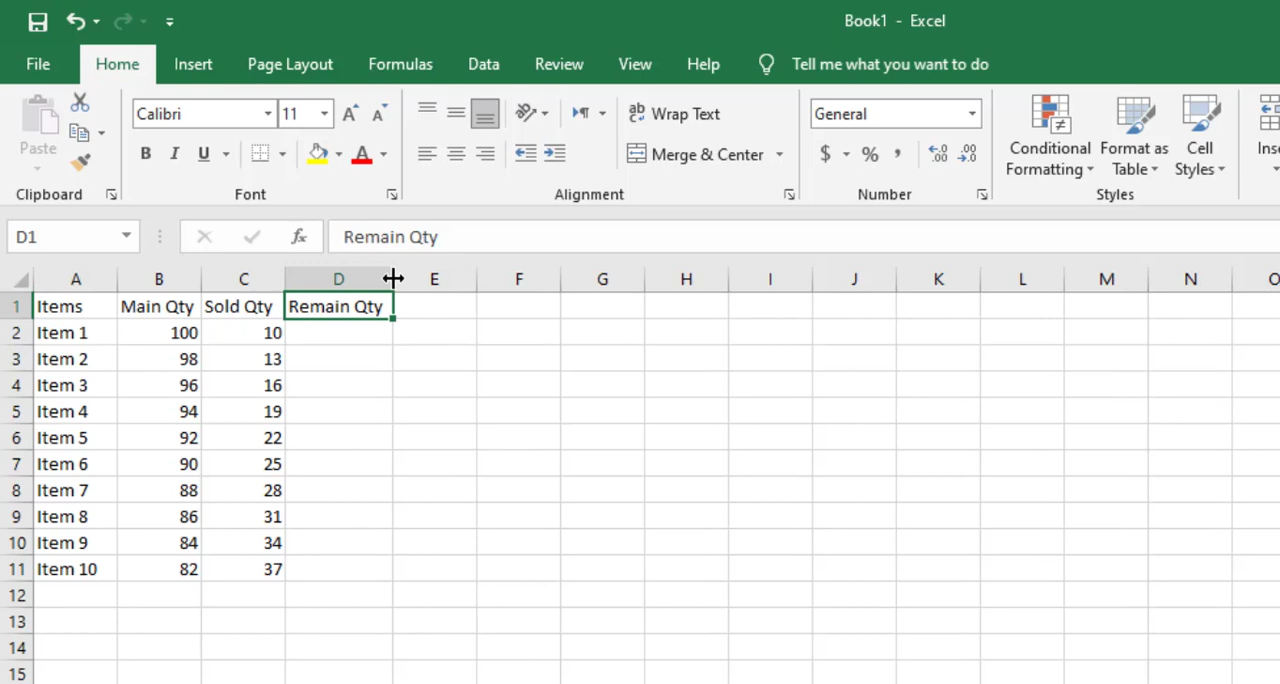 Book1 - Excel
File Home Insert Page Layout Formulas Data Review View Help Tell me what you want to do
Calibri 11 Wrap Text General
Paste B I U A Merge & Center $ % , Conditional Formatting Format as Table Cell Styles
Clipboard Font Alignment Number Styles
D1 fx Remain Qty
A B C D E F G H I J K L M N O
1 Items Main Qty Sold Qty Remain Qty
2 Item 1 100 10
3 Item 2 98 13
4 Item 3 96 16
5 Item 4 94 19
6 Item 5 92 22
7 Item 6 90 25
8 Item 7 88 28
9 Item 8 86 31
10 Item 9 84 34
11 Item 10 82 37
12
13
14
15